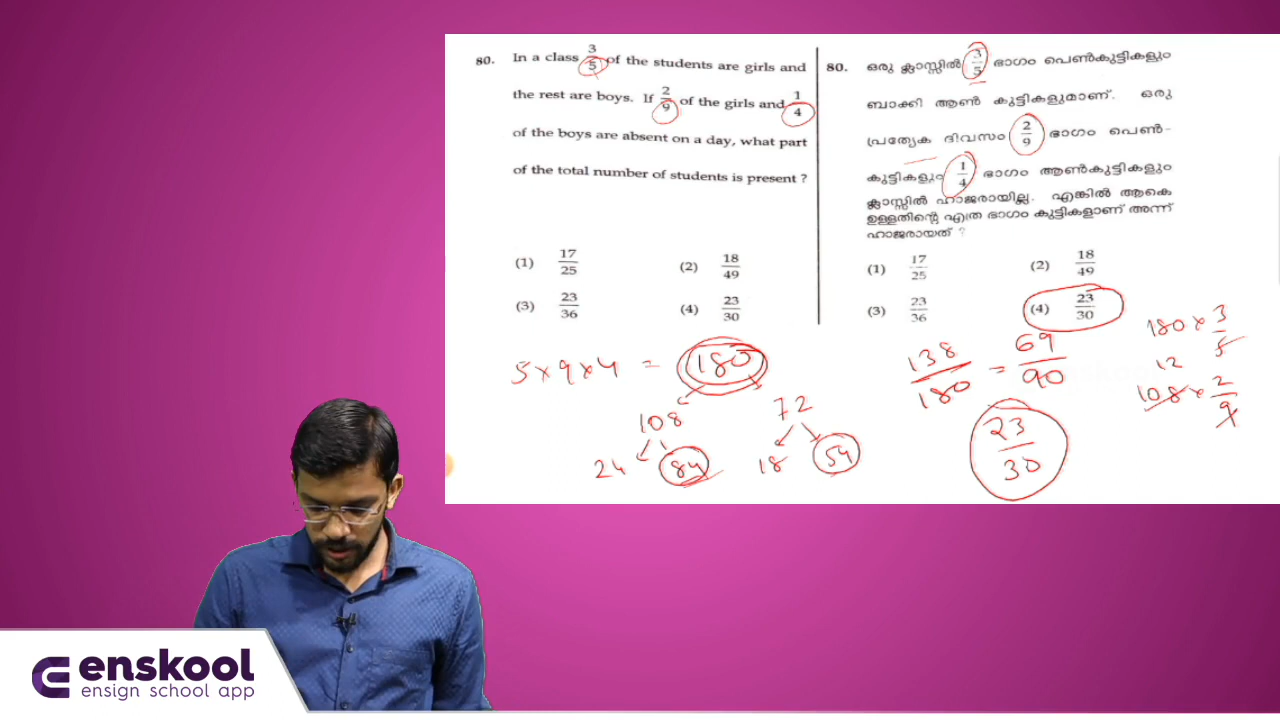 80. In a class 3/5 of the students are girls and
the rest are boys. If 2/9 of the girls and 1/4
of the boys are absent on a day, what part
of the total number of students is present ?
(1) 17/25 (2) 18/49
(3) 23/36 (4) 23/30
80. ഒരു ക്ലാസ്സിൽ 3/5 ഭാഗം പെൺകുട്ടികളും
ബാക്കി ആൺ കുട്ടികളുമാണ്. ഒരു
പ്രത്യേക ദിവസം 2/9 ഭാഗം പെൺ-
കുട്ടികളും 1/4 ഭാഗം ആൺകുട്ടികളും
ക്ലാസ്സിൽ ഹാജരായില്ല. എങ്കിൽ ആകെ
ഉള്ളതിന്റെ എത്ര ഭാഗം കുട്ടികളാണ് അന്ന്
ഹാജരായത് ?
(1) 17/25 (2) 18/49
(3) 23/36 (4) 23/30
5 × 9 × 4 = 180
108 72
24 84 18 54
138/180 = 69/90
23/30
180 × 3/5
12
108 × 2/9
enskool
ensign school app